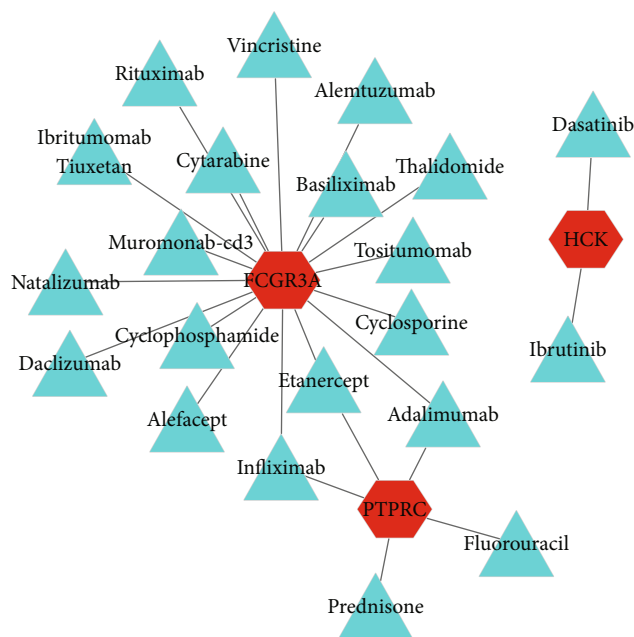 Vincristine
Rituximab
Alemtuzumab
Dasatinib
Ibritumomab
Tiuxetan
Cytarabine
Thalidomide
Basiliximab
Muromonab-cd3
HCK
Tositumomab
FCGR3A
Natalizumab
Cyclosporine
Cyclophosphamide
Ibrutinib
Daclizumab
Etanercept
Alefacept
Adalimumab
Infliximab
PTPRC
Fluorouracil
Prednisone